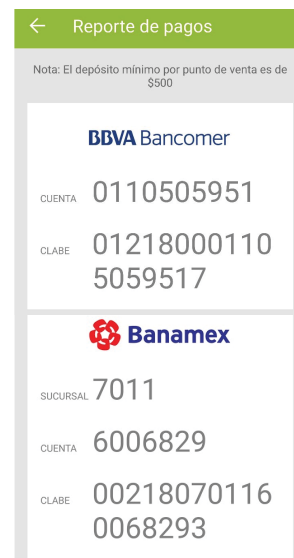 ← Reporte de pagos
Nota: El depósito mínimo por punto de venta es de
$500
BBVA Bancomer
CUENTA 0110505951
CLABE 01218000110
5059517
Banamex
SUCURSAL 7011
CUENTA 6006829
CLABE 00218070116
0068293